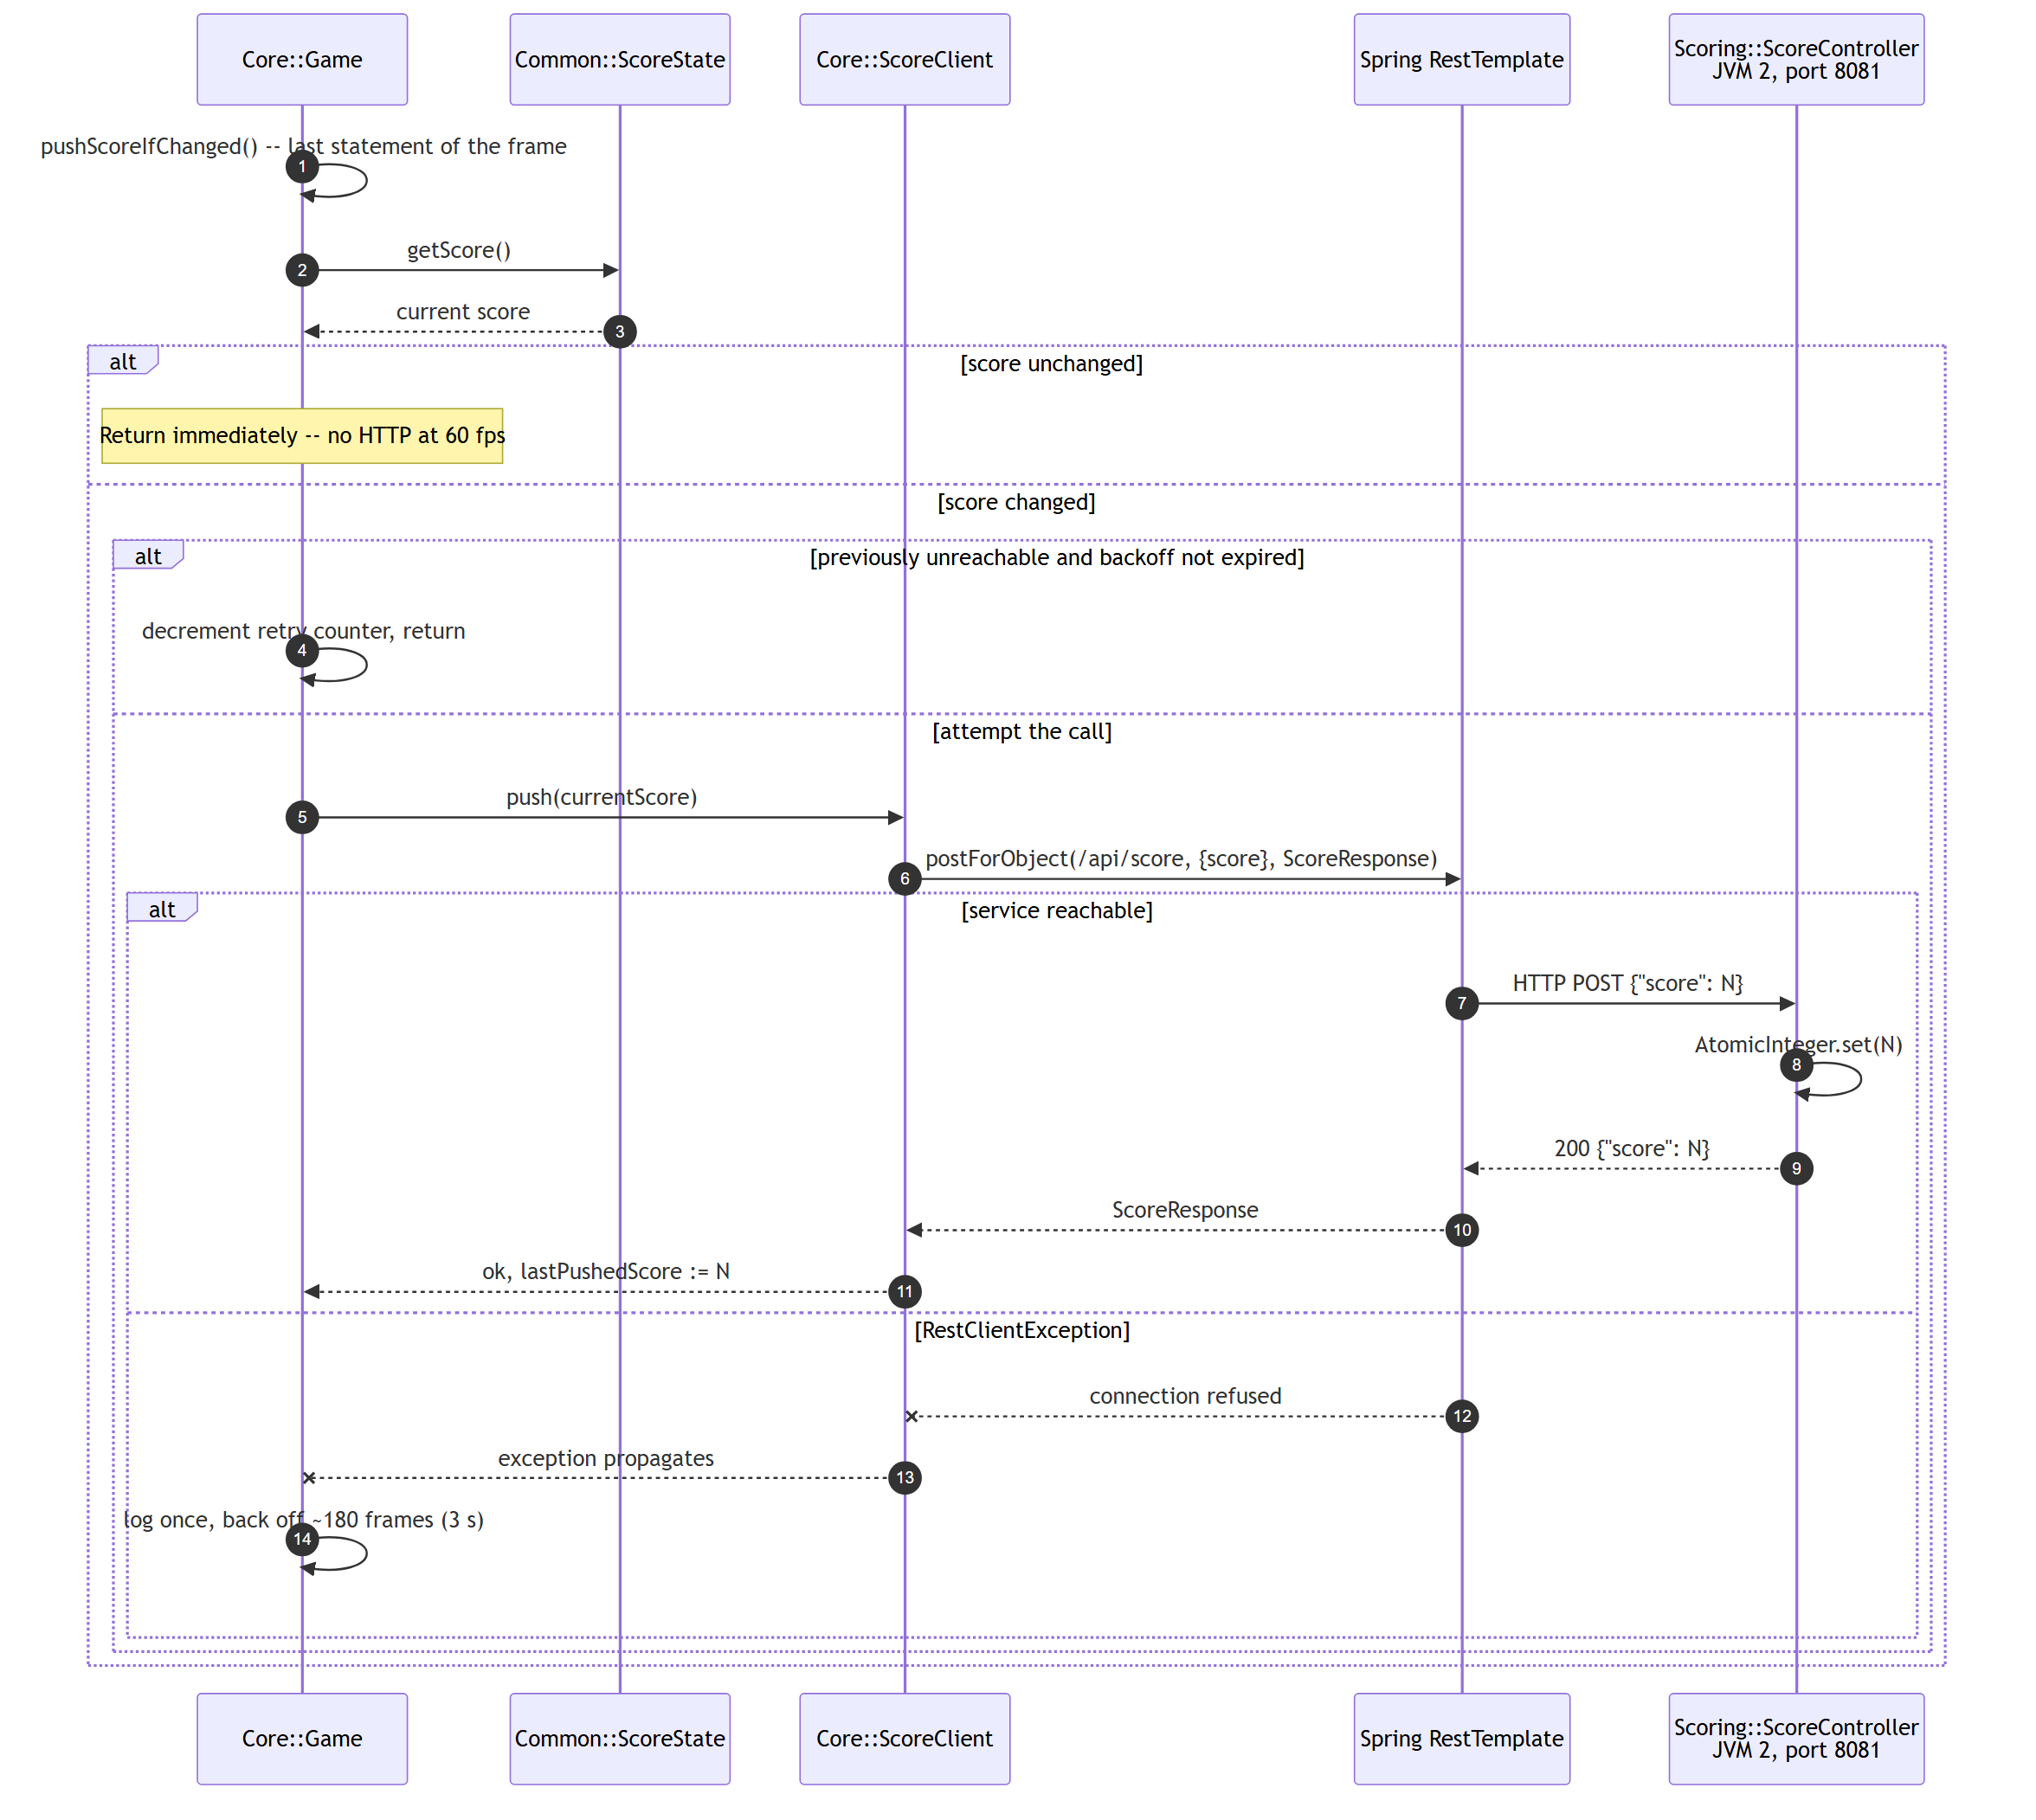 Core::Game
Common::ScoreState
Core::ScoreClient
Spring RestTemplate
Scoring::ScoreController
JVM 2, port 8081
pushScoreIfChanged() -- last statement of the frame
1
getScore()
2
current score
3
alt
[score unchanged]
Return immediately -- no HTTP at 60 fps
[score changed]
alt
[previously unreachable and backoff not expired]
decrement retry counter, return
4
[attempt the call]
push(currentScore)
5
postForObject(/api/score, {score}, ScoreResponse)
6
alt
[service reachable]
HTTP POST {"score": N}
7
AtomicInteger.set(N)
8
200 {"score": N}
9
ScoreResponse
10
ok, lastPushedScore := N
11
[RestClientException]
connection refused
12
exception propagates
13
log once, back off ~180 frames (3 s)
14
Core::Game
Common::ScoreState
Core::ScoreClient
Spring RestTemplate
Scoring::ScoreController
JVM 2, port 8081